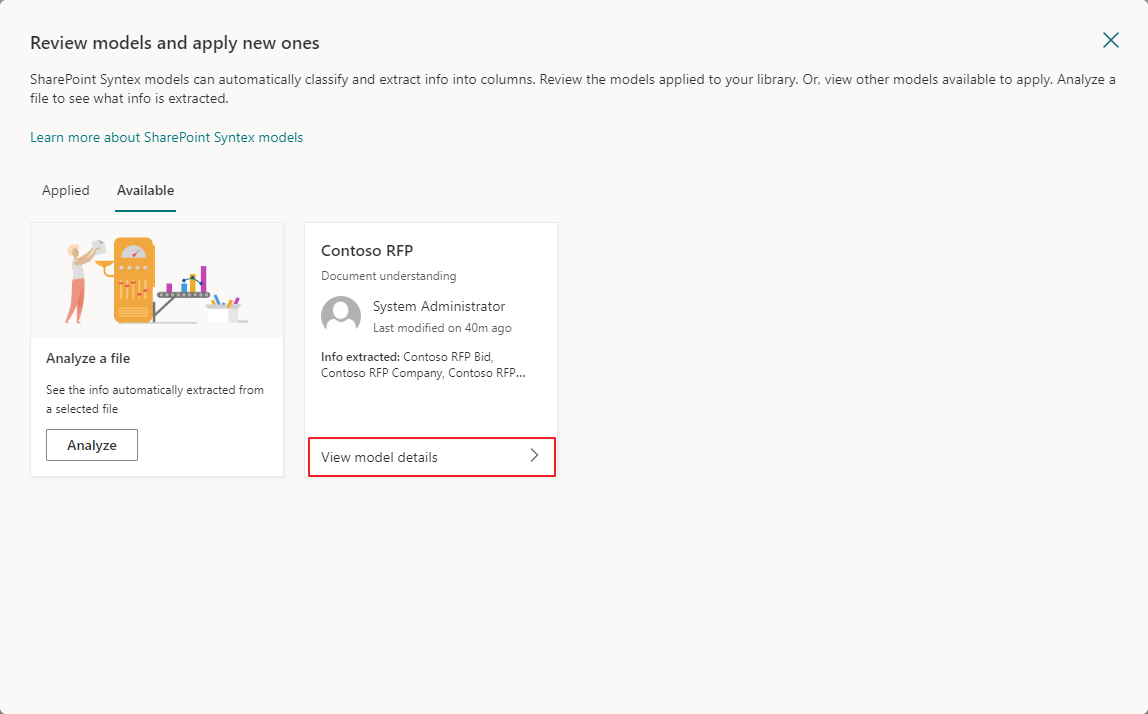 Review models and apply new ones
SharePoint Syntex models can automatically classify and extract info into columns. Review the models applied to your library. Or, view other models available to apply. Analyze a
file to see what info is extracted.
Learn more about SharePoint Syntex models
Applied
Available
Analyze a file
See the info automatically extracted from
a selected file
Analyze
Contoso RFP
Document understanding
System Administrator
Last modified on 40m ago
Info extracted: Contoso RFP Bid,
Contoso RFP Company, Contoso RFP...
View model details